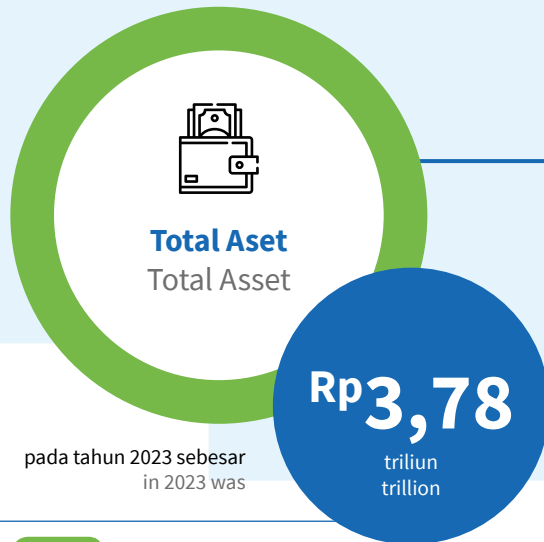 Total Aset
Total Asset
Rp3,78
triliun
trillion
pada tahun 2023 sebesar
in 2023 was